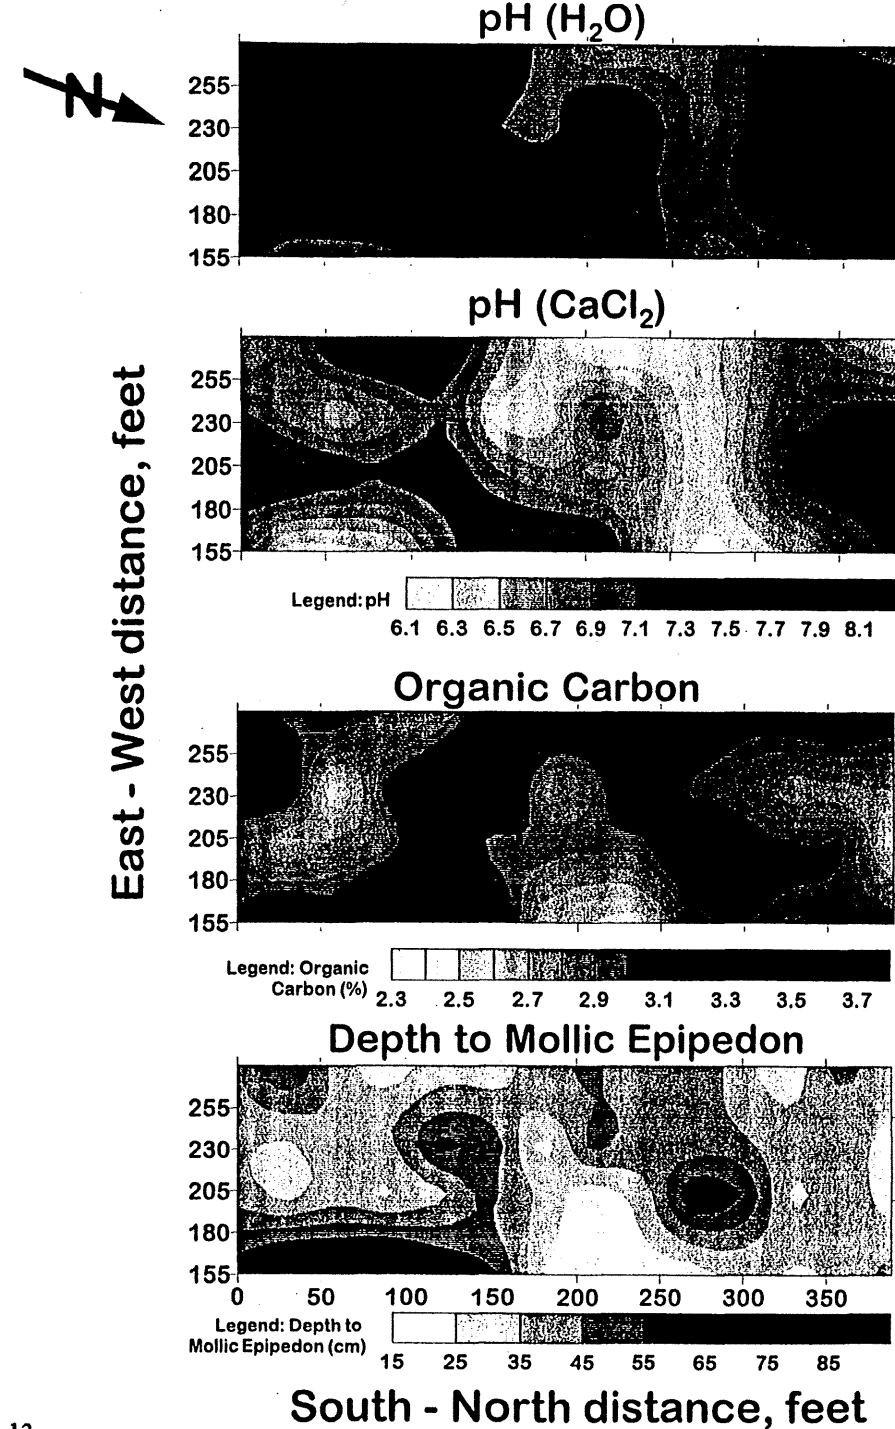 pH (H₂O)
N
255
230
205
180
155
pH (CaCl₂)
255
230
205
180
155
East - West distance, feet
Legend: pH
6.1 6.3 6.5 6.7 6.9 7.1 7.3 7.5 7.7 7.9 8.1
Organic Carbon
255
230
205
180
155
Legend: Organic
Carbon (%)
2.3 2.5 2.7 2.9 3.1 3.3 3.5 3.7
Depth to Mollic Epipedon
255
230
205
180
155
0 50 100 150 200 250 300 350
Legend: Depth to
Mollic Epipedon (cm)
15 25 35 45 55 65 75 85
South - North distance, feet